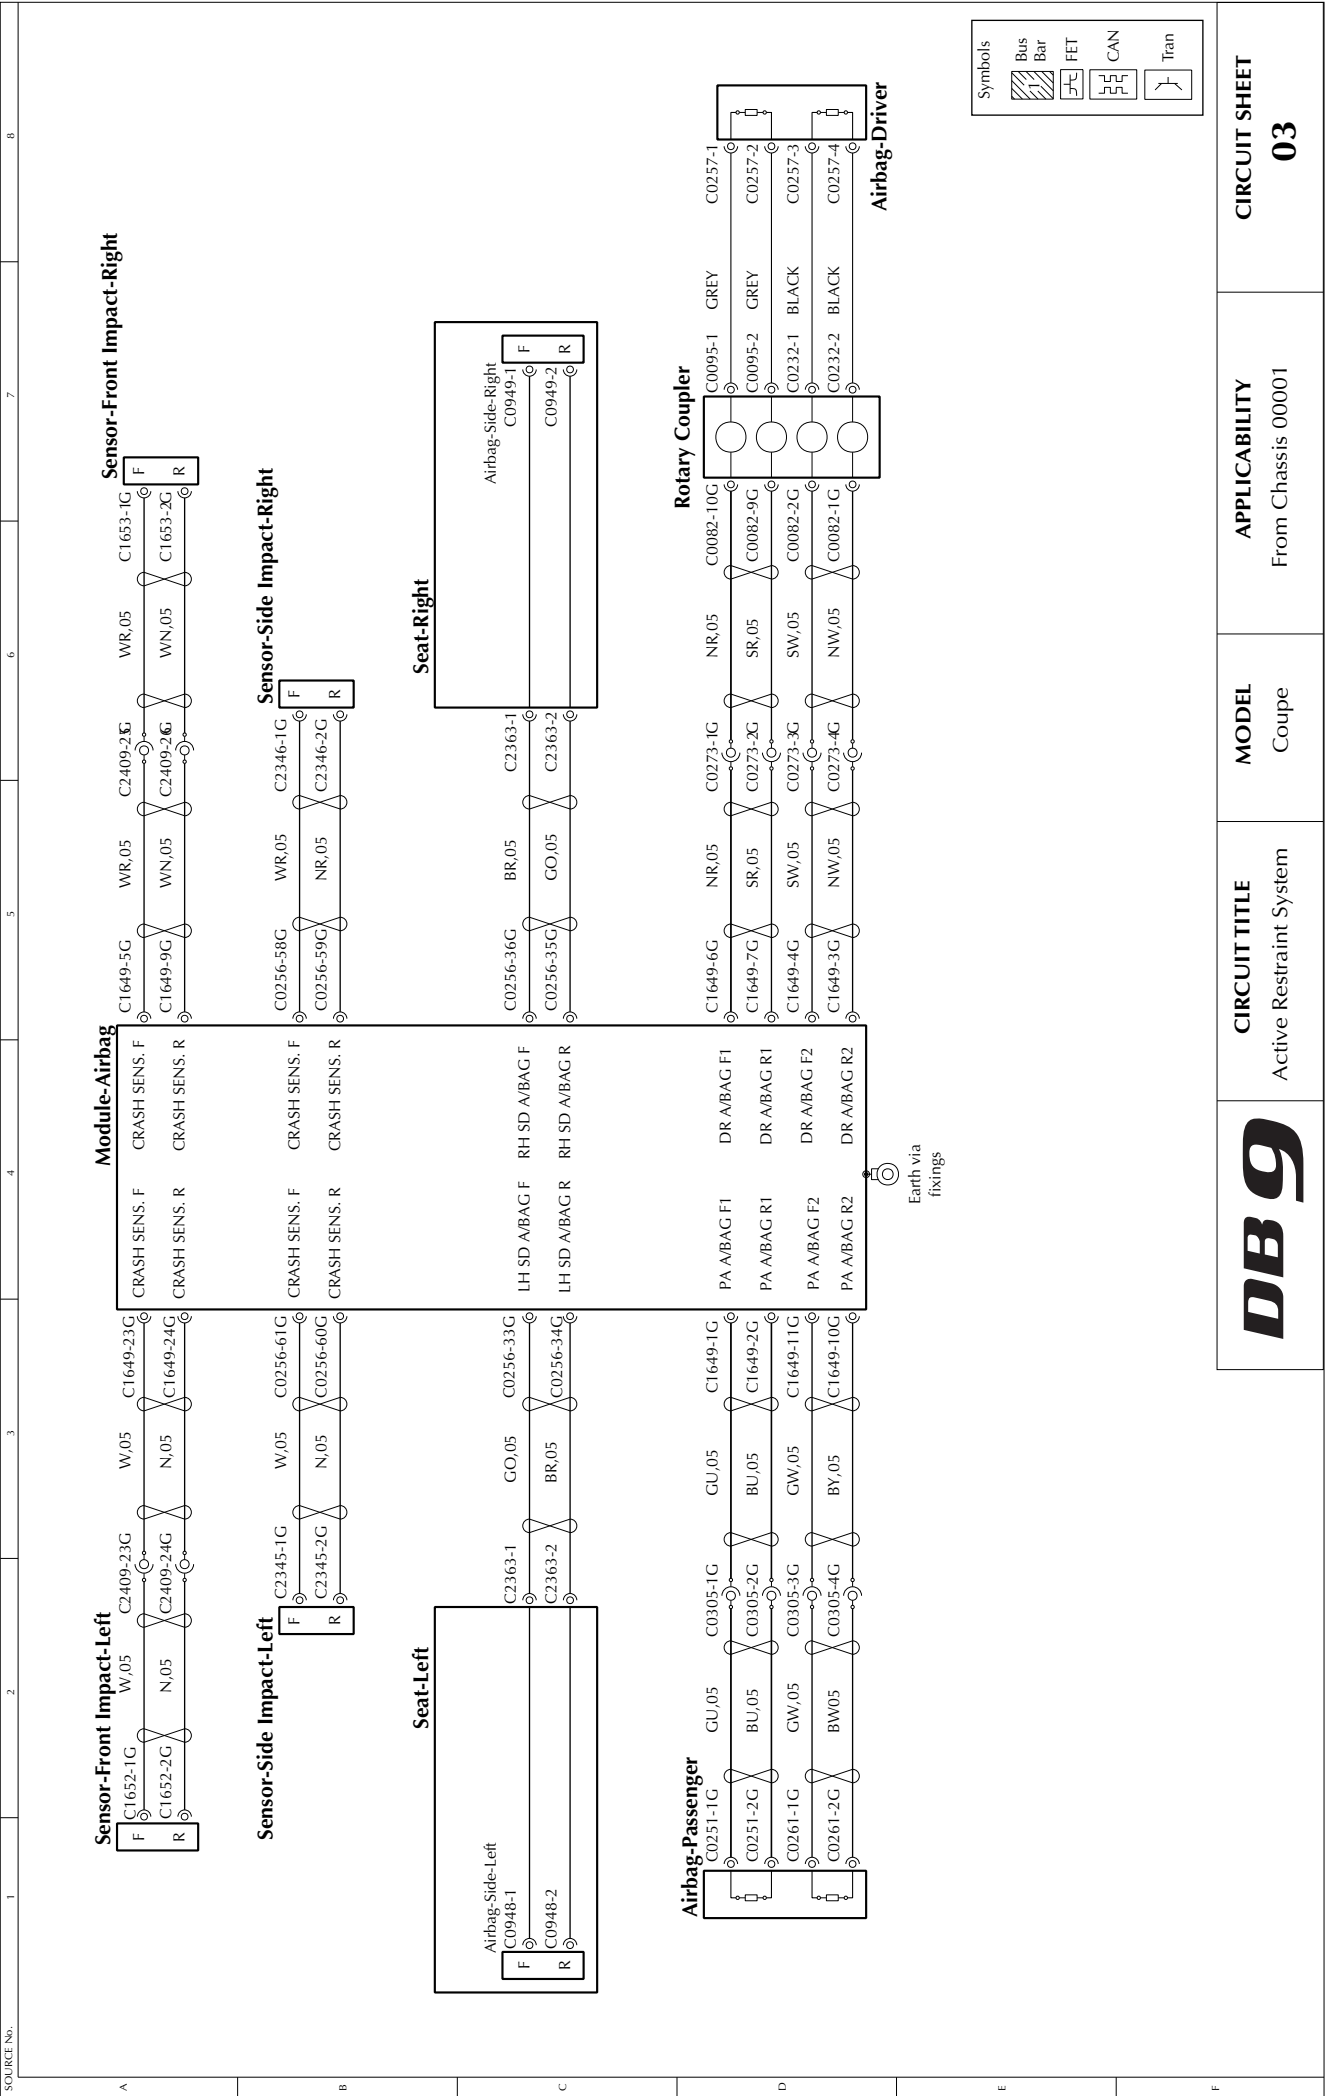 SOURCE No.
1
2
3
4
5
6
7
8
A
B
C
D
E
F
Sensor-Front Impact-Left
F
R
C1652-1G
W,05
C2409-23G
W,05
C1649-23G
C1652-2G
N,05
C2409-24G
N,05
C1649-24G
Module-Airbag
CRASH SENS. F
CRASH SENS. F
CRASH SENS. R
CRASH SENS. R
C1649-5G
WR,05
WR,05
C1653-1G
C1649-9G
WN,05
C2409-26
WN,05
C1653-2G
Sensor-Front Impact-Right
F
R
Sensor-Side Impact-Left
F
R
C2345-1G
W,05
C0256-61G
C2345-2G
N,05
C0256-60G
CRASH SENS. F
CRASH SENS. F
CRASH SENS. R
CRASH SENS. R
C0256-58G
WR,05
C2346-1G
C0256-59G
NR,05
C2346-2G
Sensor-Side Impact-Right
F
R
Seat-Left
Airbag-Side-Left
F
R
C0948-1
C2363-1
GO,05
C0256-33G
C0948-2
C2363-2
BR,05
C0256-34G
LH SD A/BAG F
RH SD A/BAG F
LH SD A/BAG R
RH SD A/BAG R
C0256-36G
BR,05
C2363-1
C0256-35G
GO,05
C2363-2
Seat-Right
Airbag-Side-Right
C0949-1
F
C0949-2
R
Airbag-Passenger
C0251-1G
GU,05
C0305-1G
GU,05
C1649-1G
C0251-2G
BU,05
C0305-2G
BU,05
C1649-2G
C0261-1G
GW,05
C0305-3G
GW,05
C1649-11G
C0261-2G
BW05
C0305-4G
BY,05
C1649-10G
PA A/BAG F1
DR A/BAG F1
PA A/BAG R1
DR A/BAG R1
PA A/BAG F2
DR A/BAG F2
PA A/BAG R2
DR A/BAG R2
Earth via
fixings
C1649-6G
NR,05
C0273-1G
NR,05
C0082-10G
C1649-7G
SR,05
C0273-2G
SR,05
C0082-9G
C1649-4G
SW,05
C0273-3G
SW,05
C0082-2G
C1649-3G
NW,05
C0273-4G
NW,05
C0082-1G
Rotary Coupler
C0095-1
GREY
C0257-1
C0095-2
GREY
C0257-2
C0232-1
BLACK
C0257-3
C0232-2
BLACK
C0257-4
Airbag-Driver
Symbols
Bus
Bar
FET
CAN
Tran
DB9
CIRCUIT TITLE
Active Restraint System
MODEL
Coupe
APPLICABILITY
From Chassis 00001
CIRCUIT SHEET
03